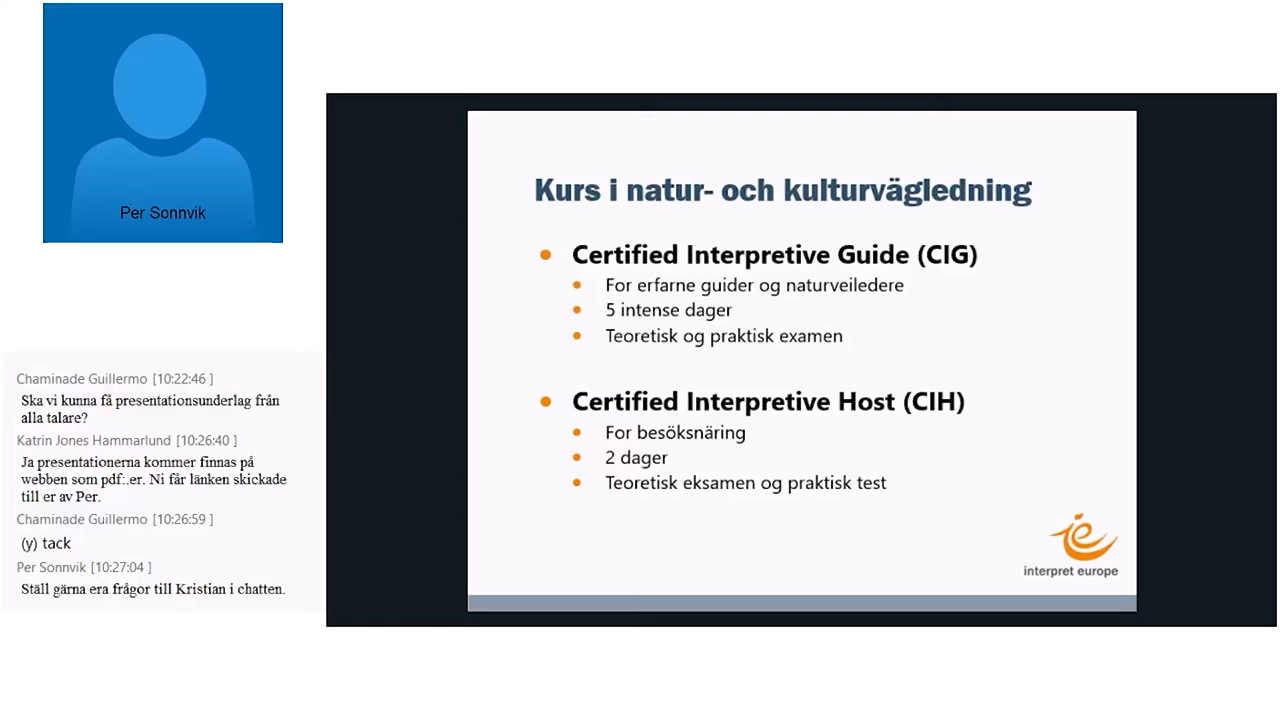 Per Sonnvik
Chaminade Guillermo [10:22:46 ]
Ska vi kunna få presentationsunderlag från
alla talare?
Katrin Jones Hammarlund [10:26:40 ]
Ja presentationerna kommer finnas på
webben som pdf:.er. Ni får länken skickade
till er av Per.
Chaminade Guillermo [10:26:59 ]
(y) tack
Per Sonnvik [10:27:04 ]
Ställ gärna era frågor till Kristian i chatten.
Kurs i natur- och kulturvägledning
• Certified Interpretive Guide (CIG)
• For erfarne guider og naturveiledere
• 5 intense dager
• Teoretisk og praktisk examen
• Certified Interpretive Host (CIH)
• For besöksnäring
• 2 dager
• Teoretisk eksamen og praktisk test
interpret europe